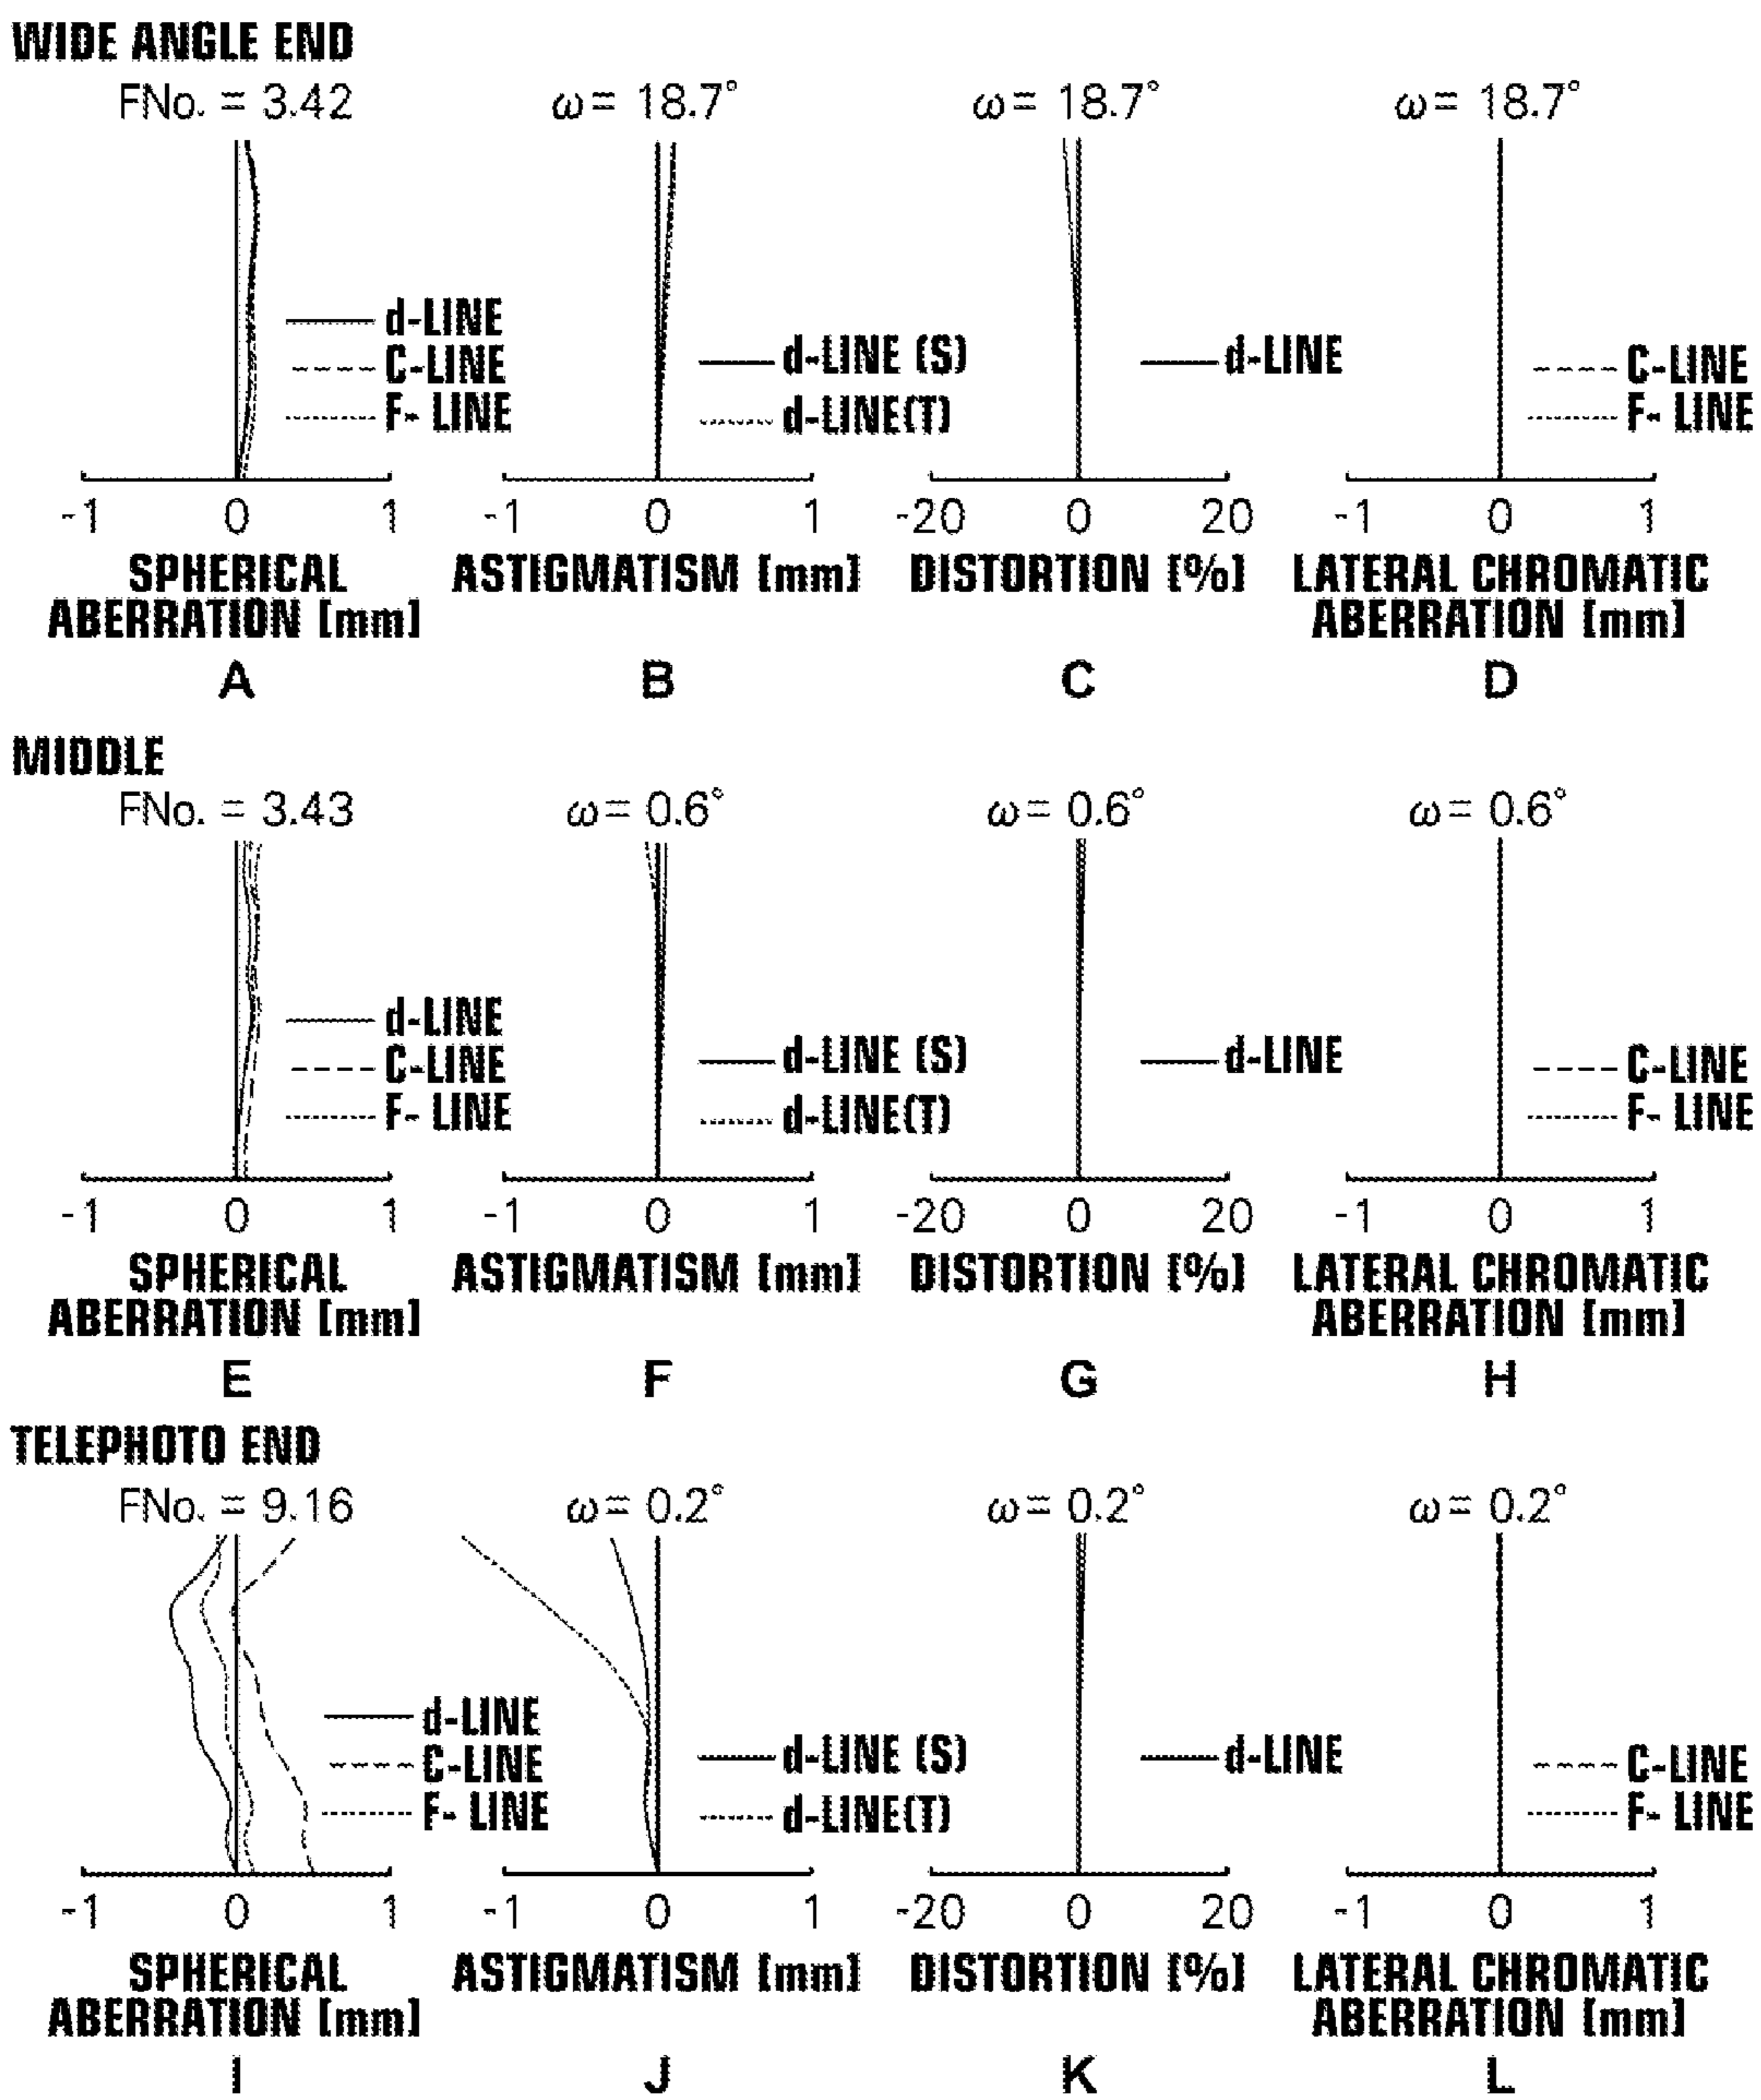 WIDE ANGLE END
FNo. = 3.42
ω= 18.7°
ω= 18.7°
ω= 18.7°
d-LINE
C-LINE
F- LINE
d-LINE (S)
d-LINE(T)
d-LINE
C-LINE
F- LINE
-1 0 1
-1 0 1
-20 0 20
-1 0 1
SPHERICAL
ABERRATION [mm]
ASTIGMATISM [mm]
DISTORTION [%]
LATERAL CHROMATIC
ABERRATION [mm]
A
B
C
D
MIDDLE
FNo. = 3.43
ω= 0.6°
ω= 0.6°
ω= 0.6°
d-LINE
C-LINE
F- LINE
d-LINE (S)
d-LINE(T)
d-LINE
C-LINE
F- LINE
-1 0 1
-1 0 1
-20 0 20
-1 0 1
SPHERICAL
ABERRATION [mm]
ASTIGMATISM [mm]
DISTORTION [%]
LATERAL CHROMATIC
ABERRATION [mm]
E
F
G
H
TELEPHOTO END
FNo. = 9.16
ω= 0.2°
ω= 0.2°
ω= 0.2°
d-LINE
C-LINE
F- LINE
d-LINE (S)
d-LINE(T)
d-LINE
C-LINE
F- LINE
-1 0 1
-1 0 1
-20 0 20
-1 0 1
SPHERICAL
ABERRATION [mm]
ASTIGMATISM [mm]
DISTORTION [%]
LATERAL CHROMATIC
ABERRATION [mm]
I
J
K
L